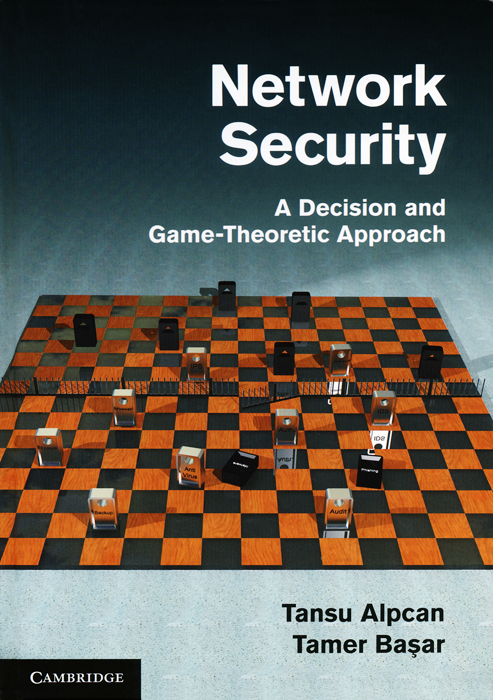 Network
Security
A Decision and
Game-Theoretic Approach
IDS
Anti
Virus
Backup
Audit
Tansu Alpcan
Tamer Başar
CAMBRIDGE